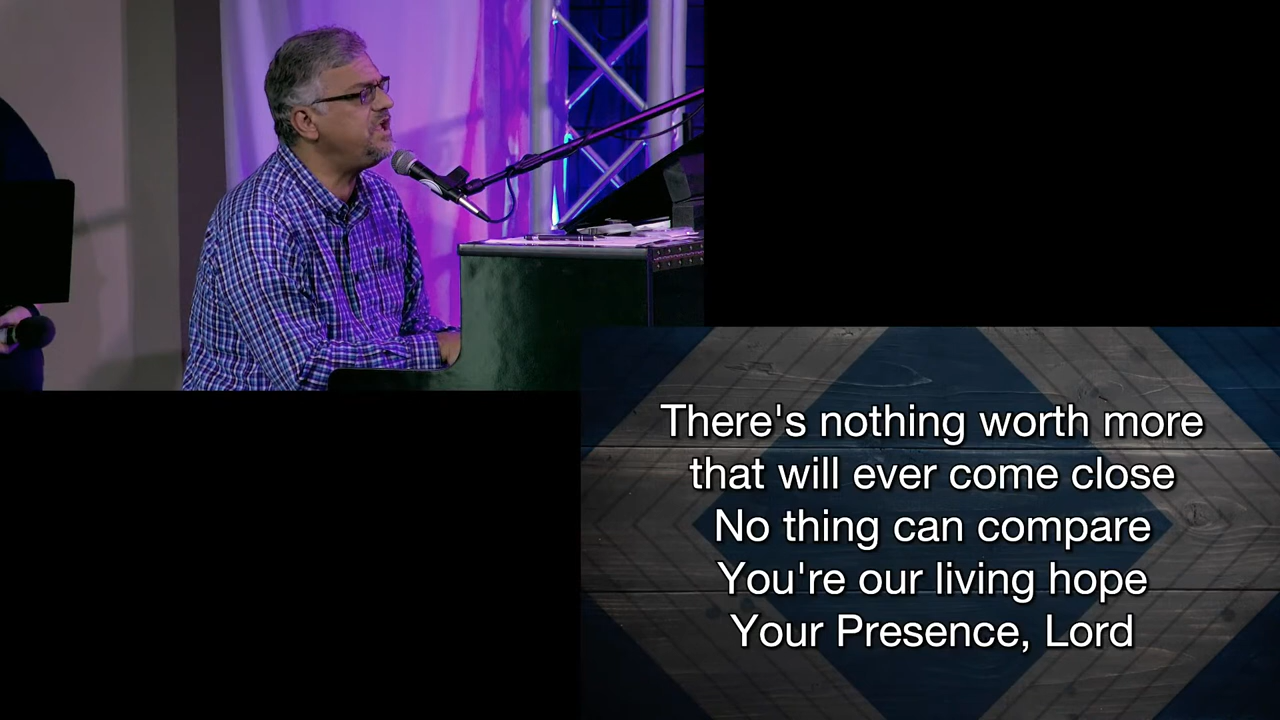 There's nothing worth more
that will ever come close
No thing can compare
You're our living hope
Your Presence, Lord